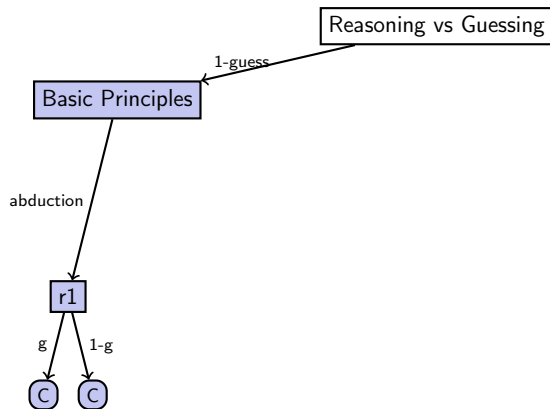 Reasoning vs Guessing
1-guess
Basic Principles
abduction
r1
g
1-g
C
C